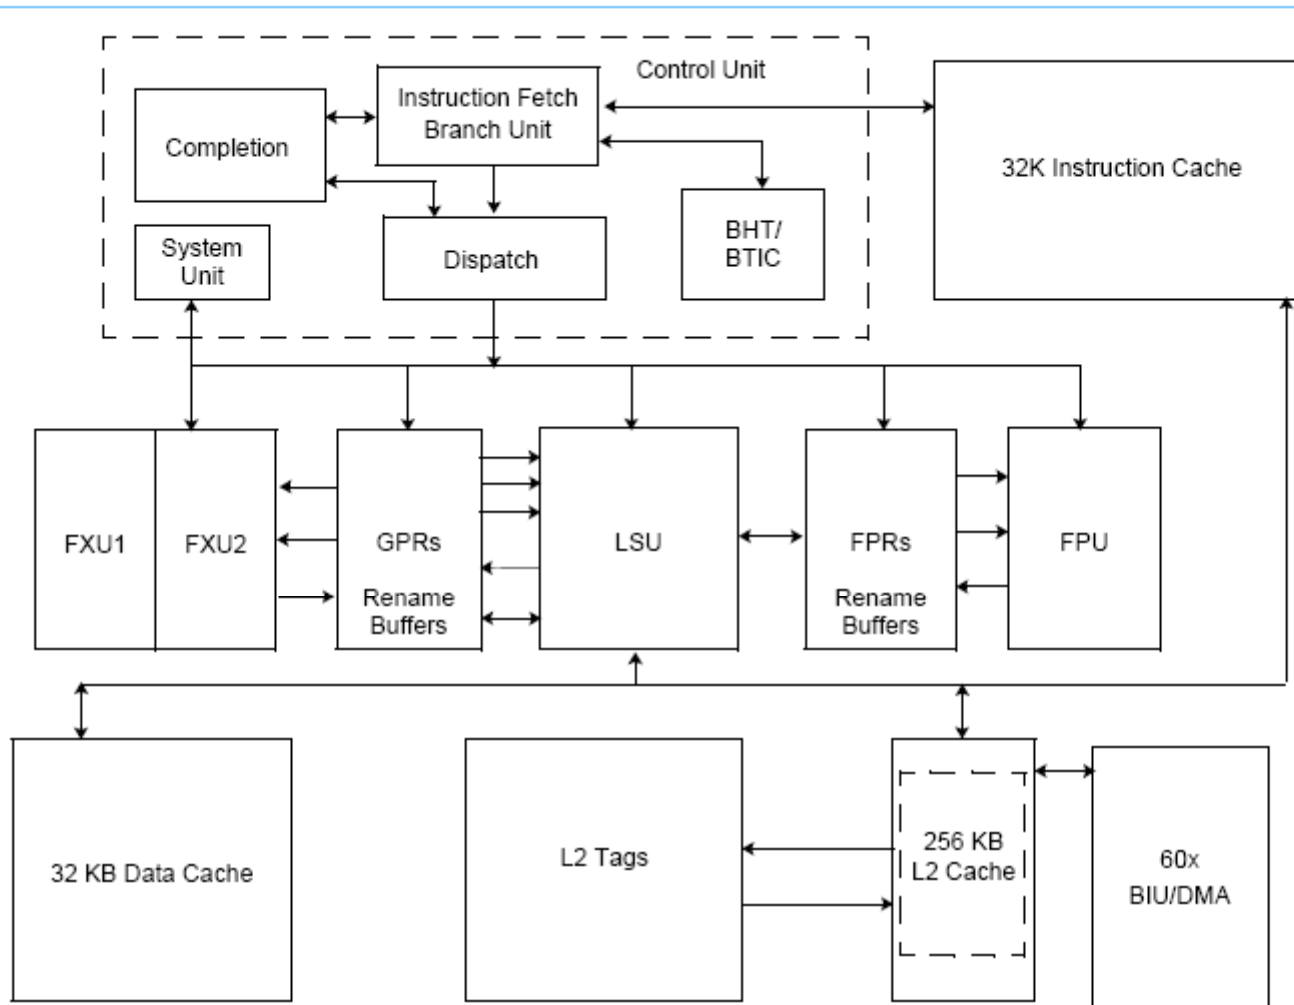 Control Unit
Instruction Fetch
Branch Unit
Completion
32K Instruction Cache
System
Unit
Dispatch
BHT/
BTIC
FXU1
FXU2
GPRs
Rename
Buffers
LSU
FPRs
Rename
Buffers
FPU
32 KB Data Cache
L2 Tags
256 KB
L2 Cache
60x
BIU/DMA